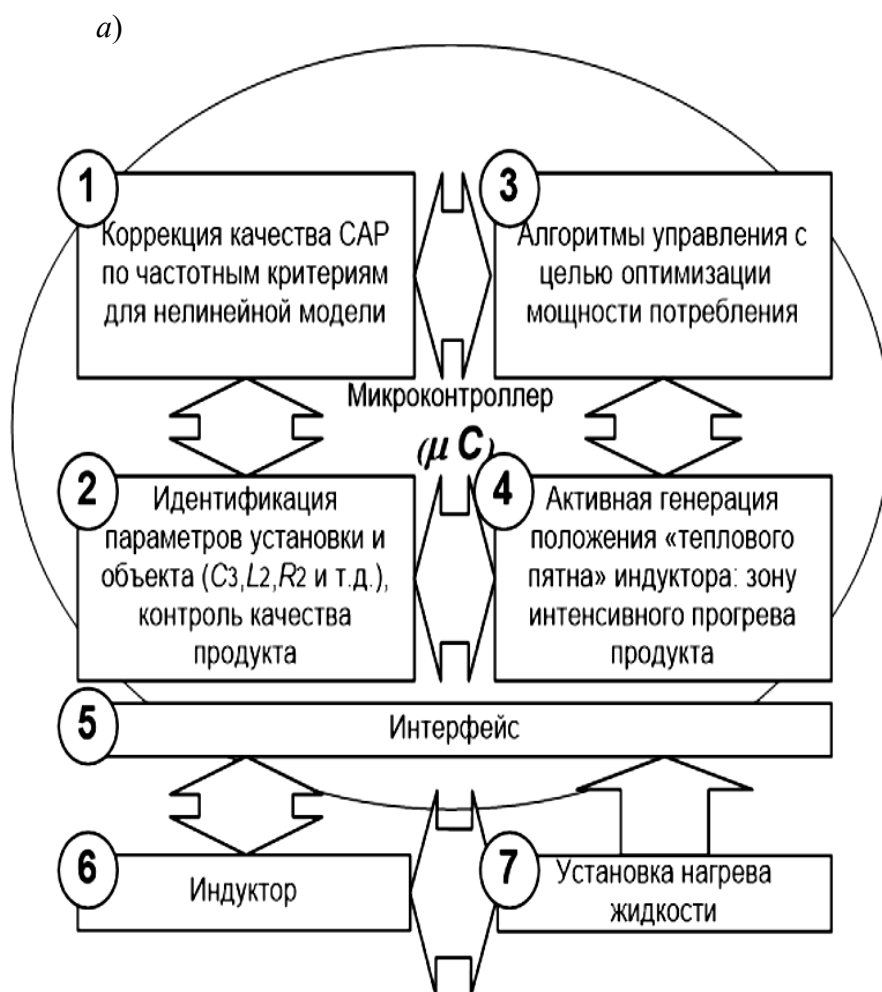 а)
1
Коррекция качества САР
по частотным критериям
для нелинейной модели
3
Алгоритмы управления с
целью оптимизации
мощности потребления
Микроконтроллер
(μ C)
2
Идентификация
параметров установки и
объекта (C3,L2,R2 и т.д.),
контроль качества
продукта
4
Активная генерация
положения «теплового
пятна» индуктора: зону
интенсивного прогрева
продукта
5
Интерфейс
6
Индуктор
7
Установка нагрева
жидкости